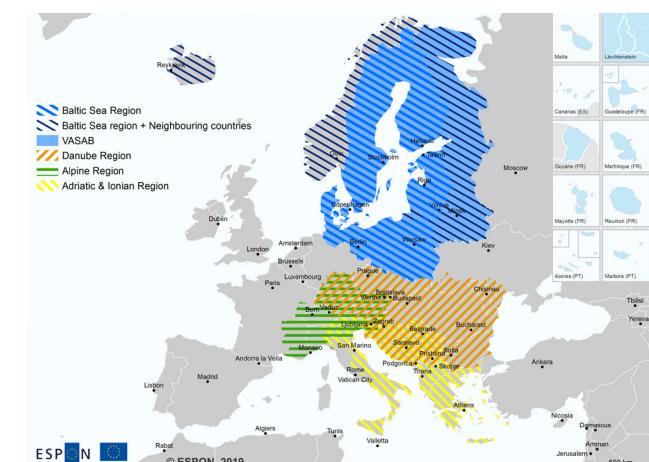 Reykjavik
Malta
Liechtenstein
Baltic Sea Region
Baltic Sea region + Neighbouring countries
VASAB
Danube Region
Alpine Region
Adriatic & Ionian Region
Canarias (ES)
Guadeloupe (FR)
Guyane (FR)
Martinique (FR)
Mayotte (FR)
Reunion (FR)
Acores (PT)
Madeira (PT)
Oslo
Helsinki
Stockholm
Tallinn
Riga
Moscow
Copenhagen
Vilnius
Minsk
Dublin
London
Amsterdam
Berlin
Warsaw
Kiev
Brussels
Luxembourg
Paris
Prague
Bratislava
Vienna
Budapest
Chisinau
Bern
Vaduz
Ljubljana
Zagreb
Belgrade
Bucharest
Tbilisi
Yereva
San Marino
Sarajevo
Monaco
Prishtina
Sofia
Podgorica
Skopje
Andorra la Vella
Rome
Vatican City
Tirana
Ankara
Madrid
Lisbon
Athens
Nicosia
Damascus
Algiers
Tunis
Valletta
Rabat
Amman
Jerusalem
ESPON
© ESPON, 2019
500 km